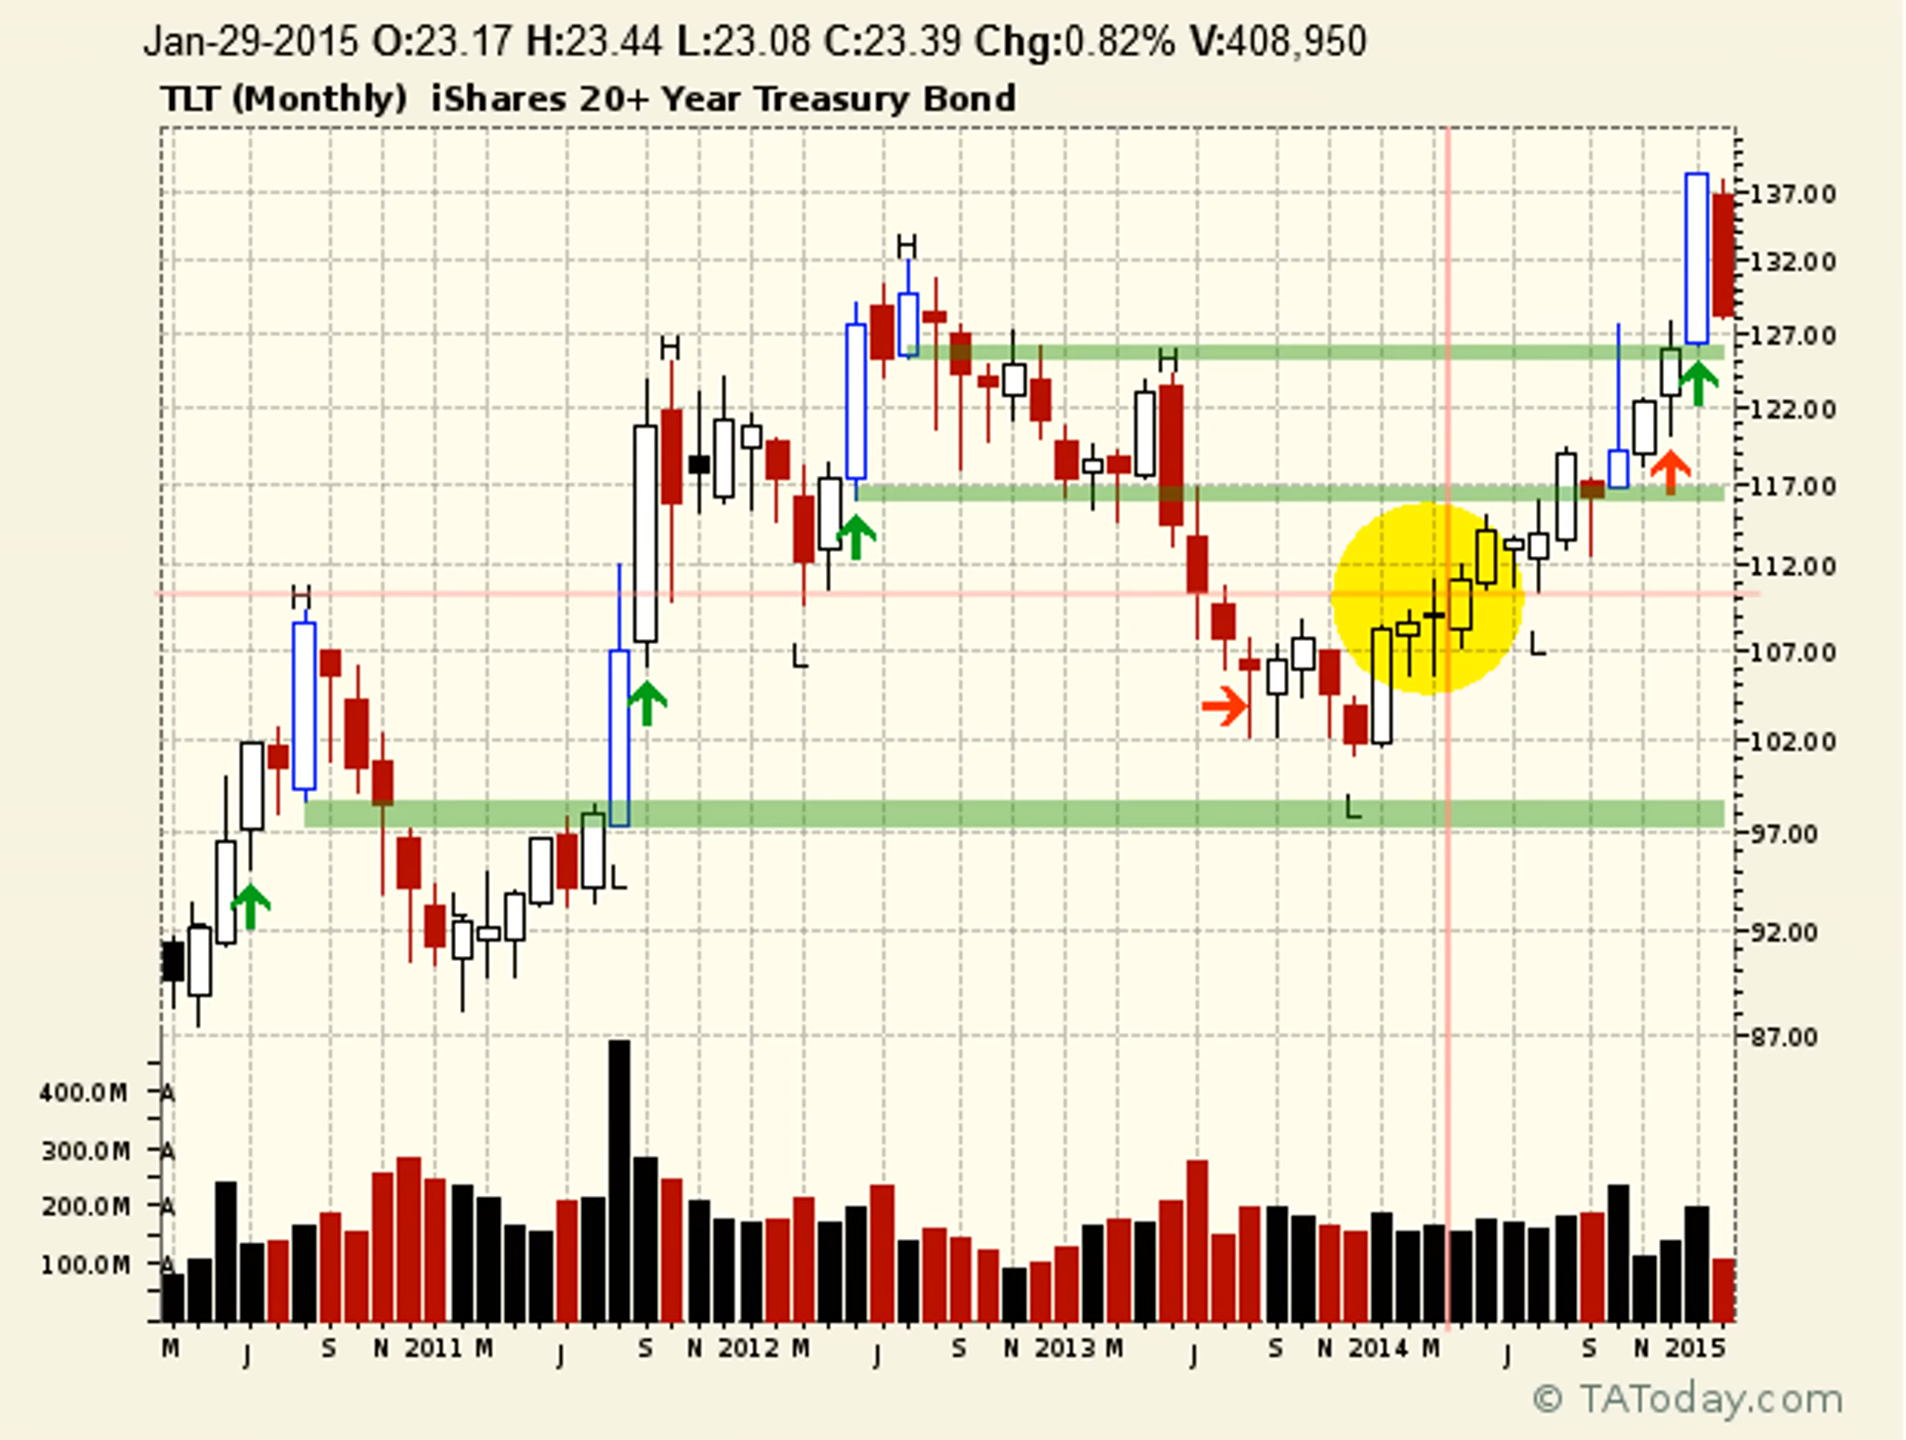 Jan-29-2015 O:23.17 H:23.44 L:23.08 C:23.39 Chg:0.82% V:408,950
TLT (Monthly) iShares 20+ Year Treasury Bond
137.00
H
132.00
127.00
H
H
122.00
117.00
112.00
H
107.00
L
L
102.00
L
97.00
L
L
92.00
87.00
400.0M A
300.0M A
200.0M A
100.0M A
M J S N 2011 M J S N 2012 M J S N 2013 M J S N 2014 M J S N 2015
© TAToday.com